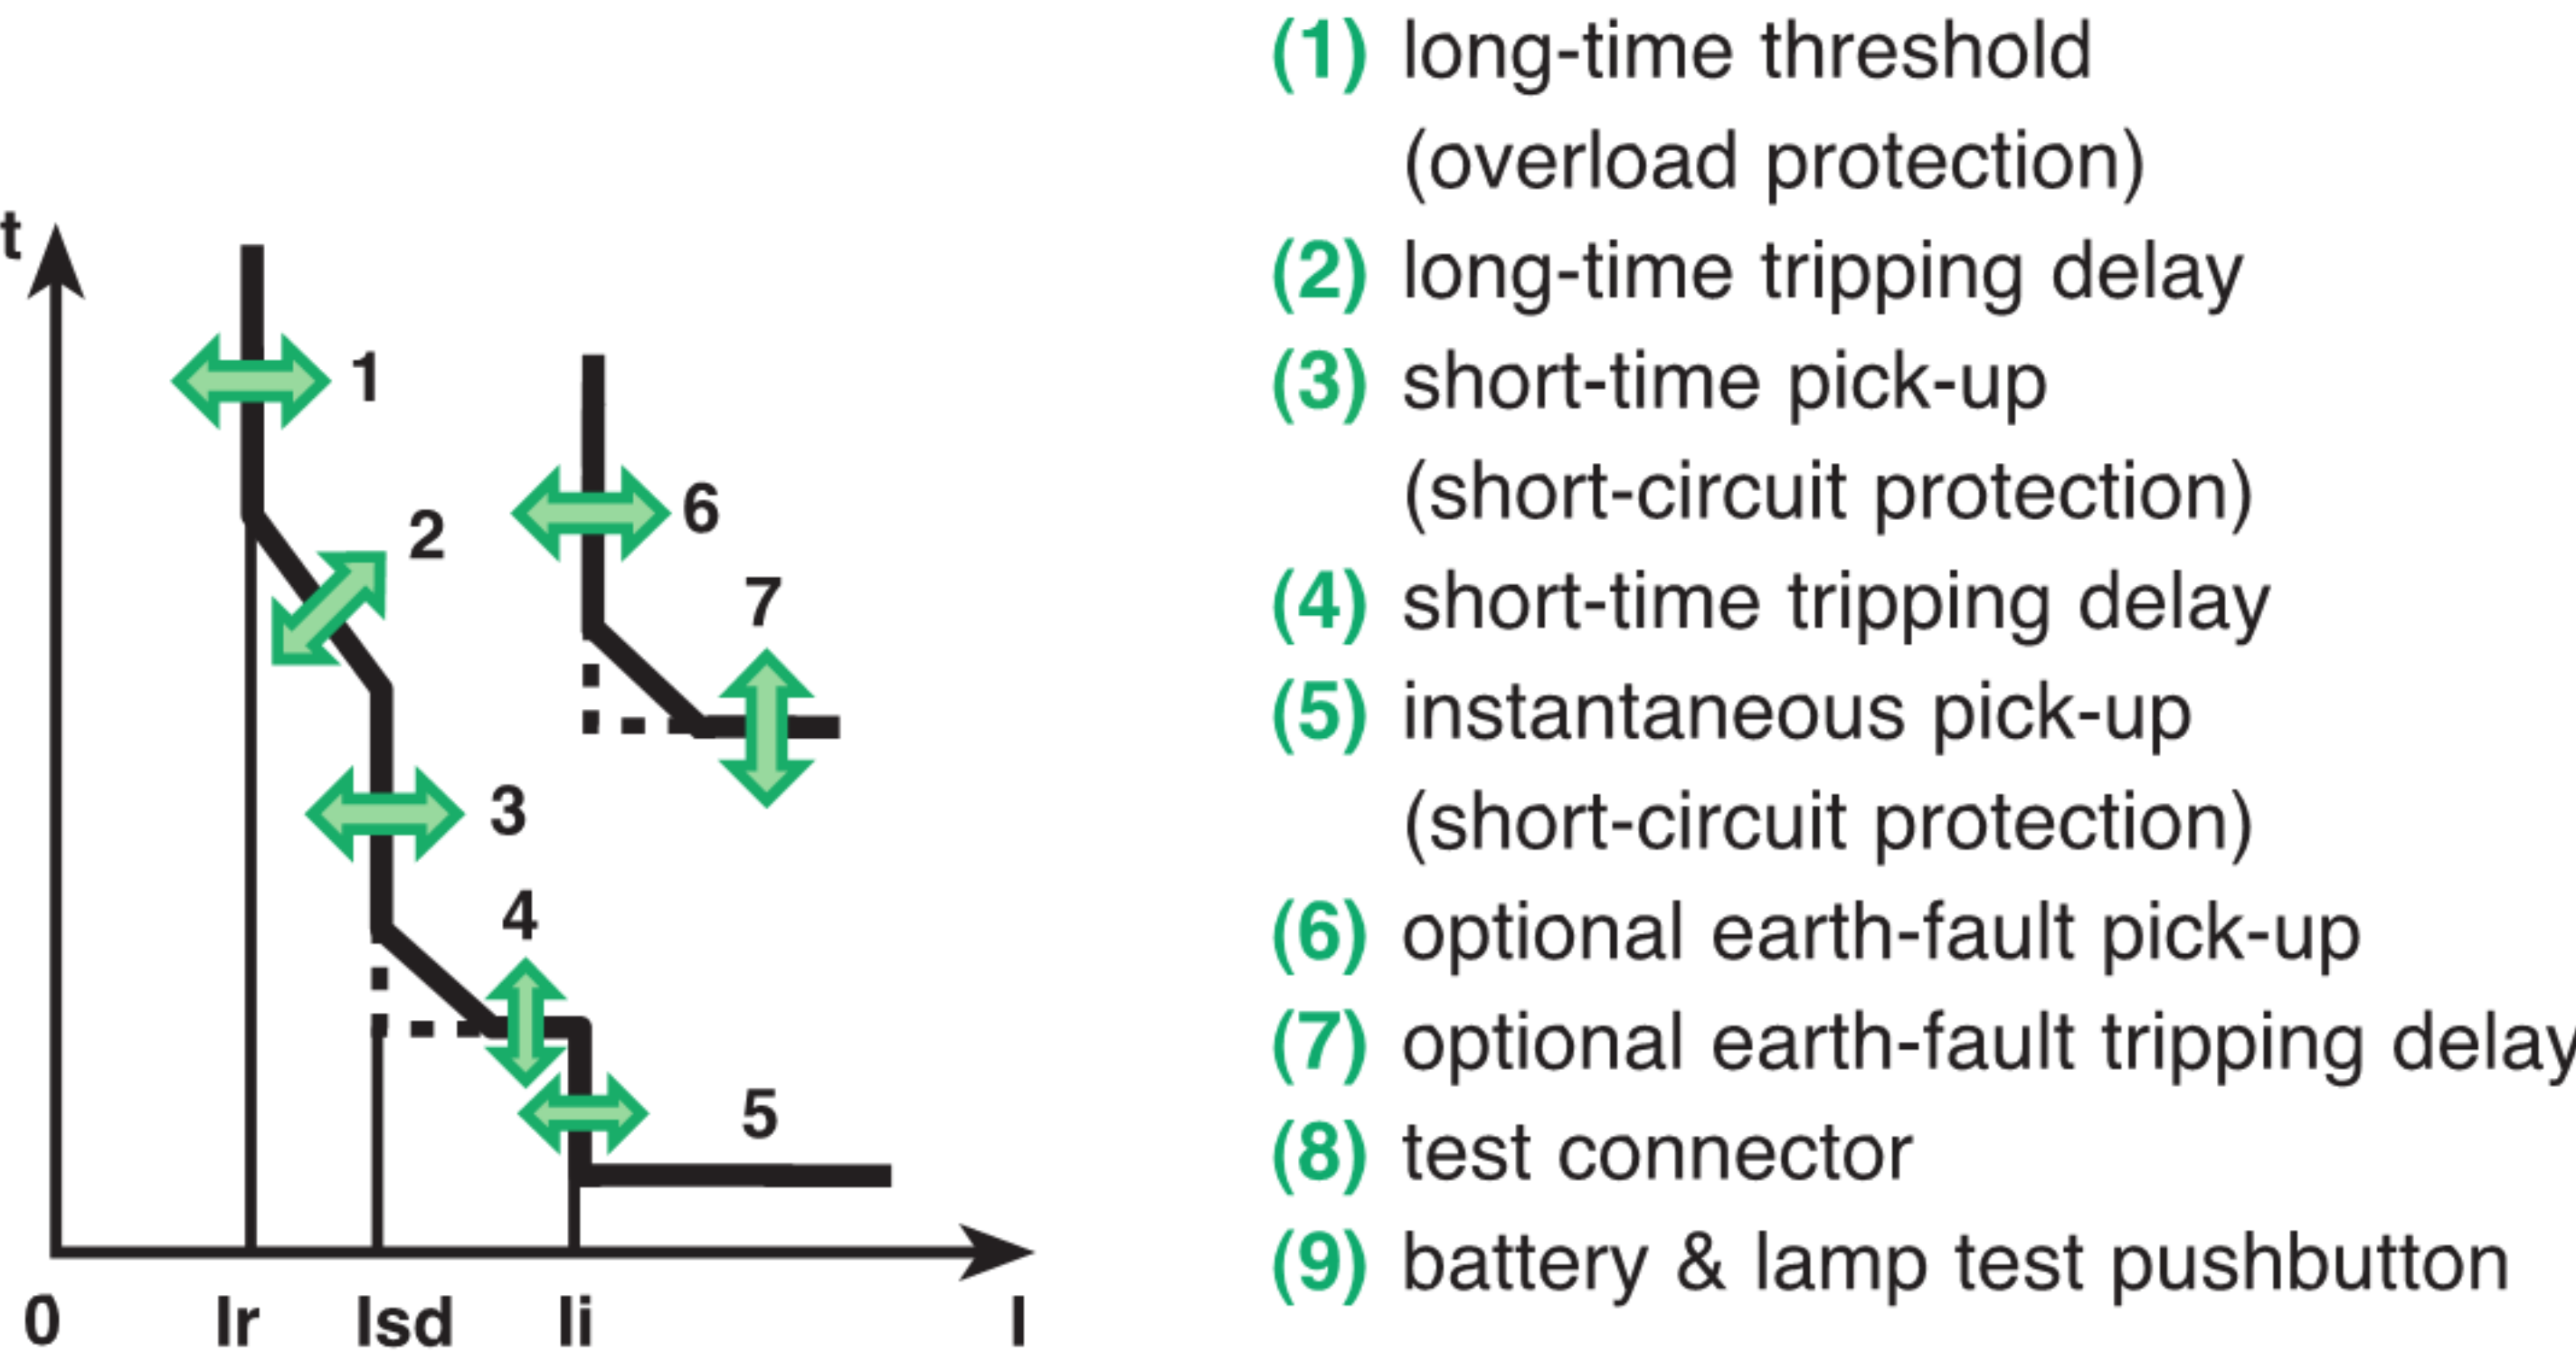 t
1
2
6
7
3
4
5
0 Ir Isd Ii I
(1) long-time threshold
(overload protection)
(2) long-time tripping delay
(3) short-time pick-up
(short-circuit protection)
(4) short-time tripping delay
(5) instantaneous pick-up
(short-circuit protection)
(6) optional earth-fault pick-up
(7) optional earth-fault tripping delay
(8) test connector
(9) battery & lamp test pushbutton